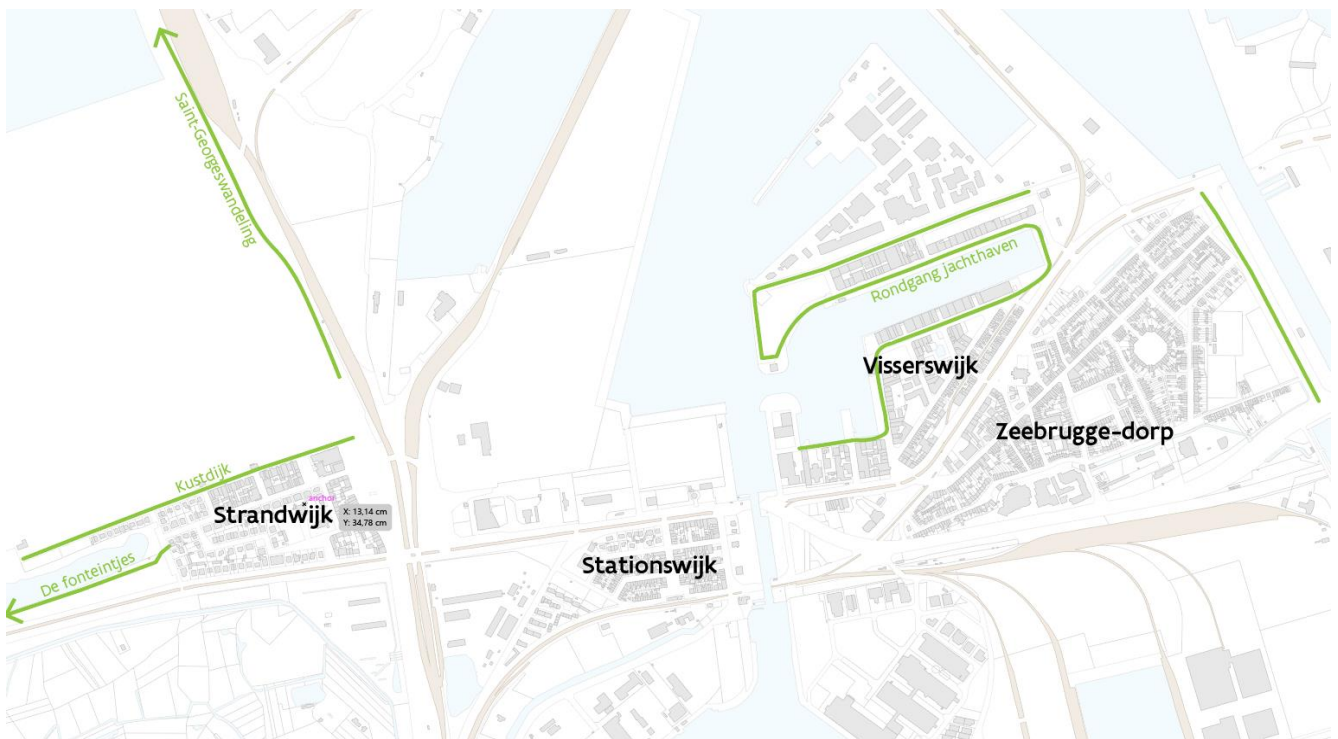 Saint-Georgeswandeling
Rondgang jachthaven
Visserswijk
Zeebrugge-dorp
Kustdijk
anchor
Strandwijk
X: 13,14 cm
Y: 34,78 cm
De fonteintjes
Stationswijk